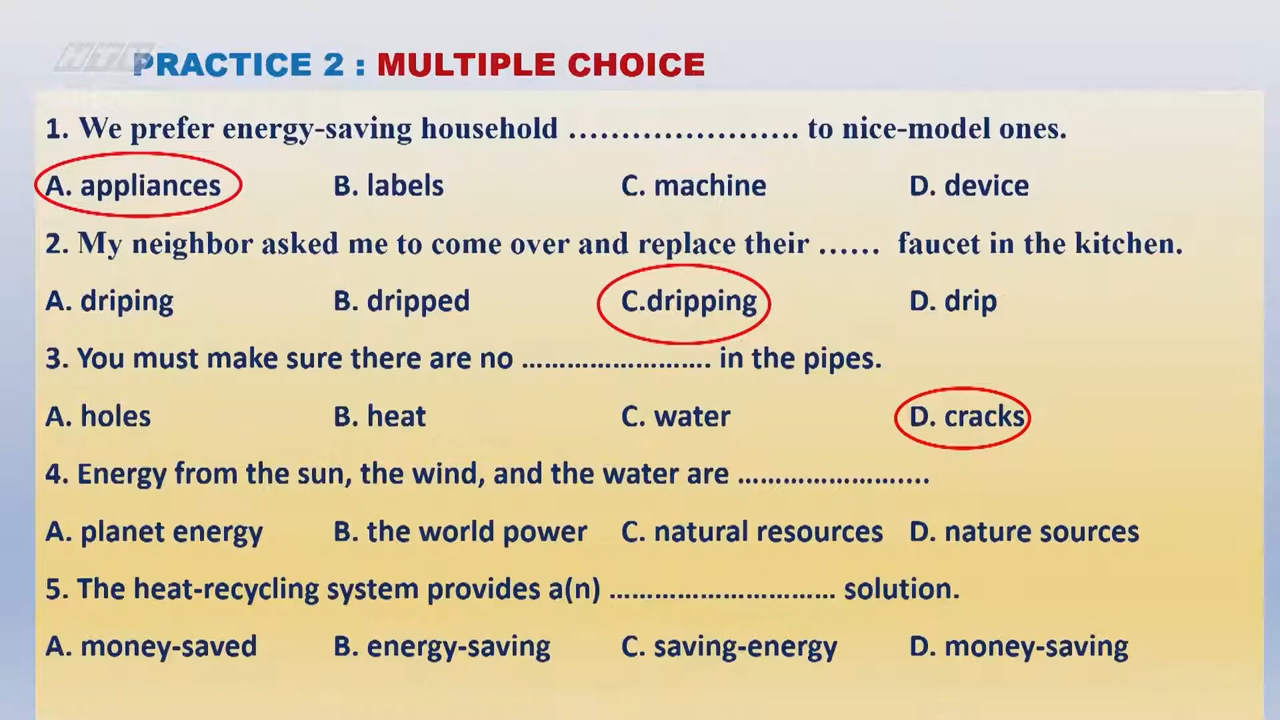 HTV
PRACTICE 2 : MULTIPLE CHOICE
1. We prefer energy-saving household …………………. to nice-model ones.
A. appliances B. labels C. machine D. device
2. My neighbor asked me to come over and replace their …... faucet in the kitchen.
A. driping B. dripped C.dripping D. drip
3. You must make sure there are no ……………………. in the pipes.
A. holes B. heat C. water D. cracks
4. Energy from the sun, the wind, and the water are …………………....
A. planet energy B. the world power C. natural resources D. nature sources
5. The heat-recycling system provides a(n) ………………………… solution.
A. money-saved B. energy-saving C. saving-energy D. money-saving